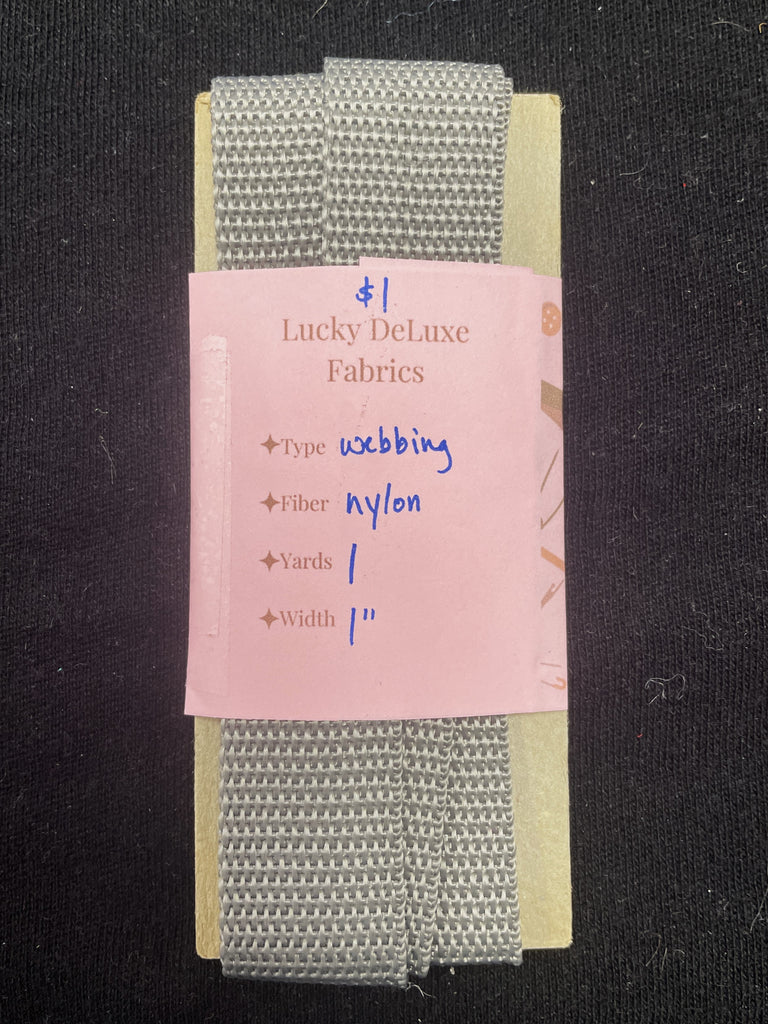 $1
Lucky DeLuxe
Fabrics
Type webbing
Fiber nylon
Yards 1
Width 1"